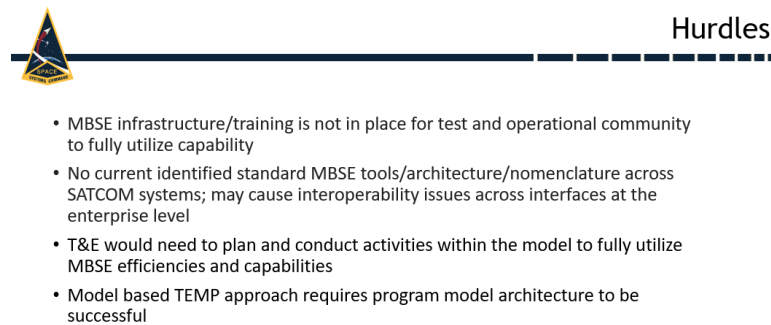 Hurdles
SPACE
SYSTEMS COMMAND
• MBSE infrastructure/training is not in place for test and operational community
to fully utilize capability
• No current identified standard MBSE tools/architecture/nomenclature across
SATCOM systems; may cause interoperability issues across interfaces at the
enterprise level
• T&E would need to plan and conduct activities within the model to fully utilize
MBSE efficiencies and capabilities
• Model based TEMP approach requires program model architecture to be
successful